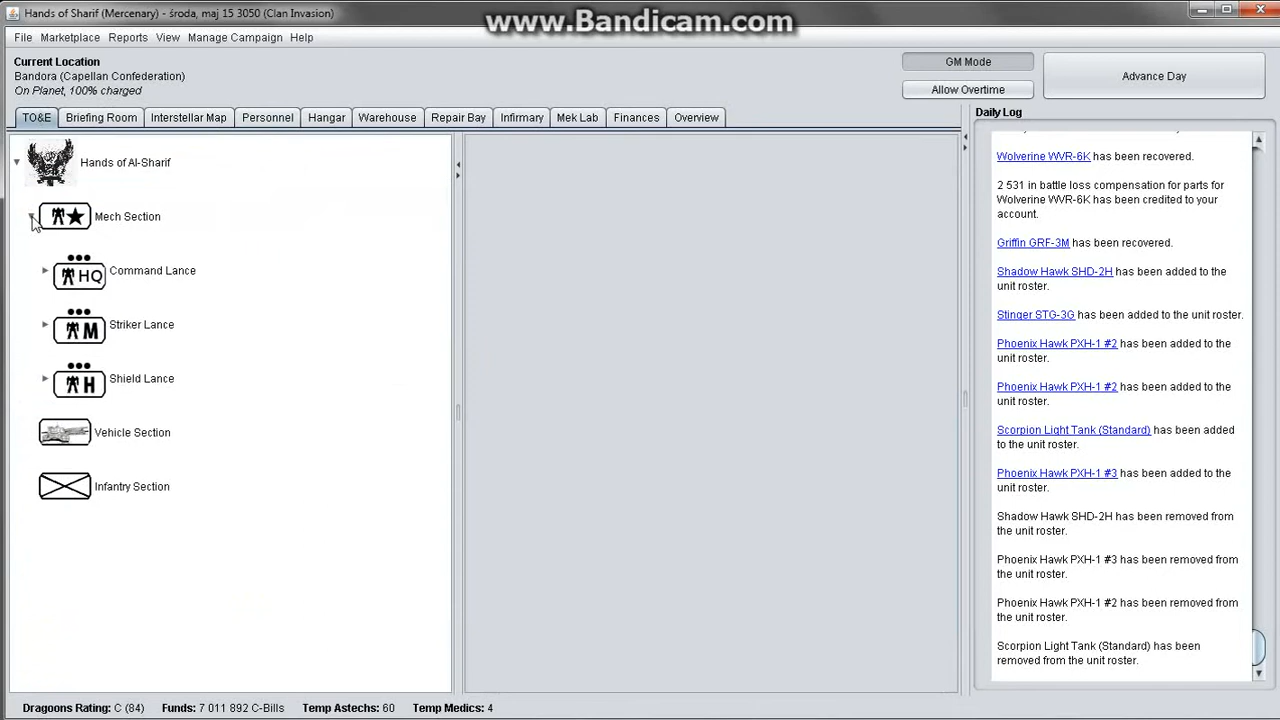 Hands of Sharif (Mercenary) - środa, maj 15 3050 (Clan Invasion)
www.Bandicam.com
File Marketplace Reports View Manage Campaign Help
Current Location
Bandora (Capellan Confederation)
On Planet, 100% charged
GM Mode
Allow Overtime
Advance Day
TO&E Briefing Room Interstellar Map Personnel Hangar Warehouse Repair Bay Infirmary Mek Lab Finances Overview
Hands of Al-Sharif
Mech Section
HQ Command Lance
M Striker Lance
H Shield Lance
Vehicle Section
Infantry Section
Daily Log
Wolverine WVR-6K has been recovered.
2 531 in battle loss compensation for parts for
Wolverine WVR-6K has been credited to your
account.
Griffin GRF-3M has been recovered.
Shadow Hawk SHD-2H has been added to the
unit roster.
Stinger STG-3G has been added to the unit roster.
Phoenix Hawk PXH-1 #2 has been added to the
unit roster.
Phoenix Hawk PXH-1 #2 has been added to the
unit roster.
Scorpion Light Tank (Standard) has been added
to the unit roster.
Phoenix Hawk PXH-1 #3 has been added to the
unit roster.
Shadow Hawk SHD-2H has been removed from
the unit roster.
Phoenix Hawk PXH-1 #3 has been removed from
the unit roster.
Phoenix Hawk PXH-1 #2 has been removed from
the unit roster.
Scorpion Light Tank (Standard) has been
removed from the unit roster.
Dragoons Rating: C (84) Funds: 7 011 892 C-Bills Temp Astechs: 60 Temp Medics: 4